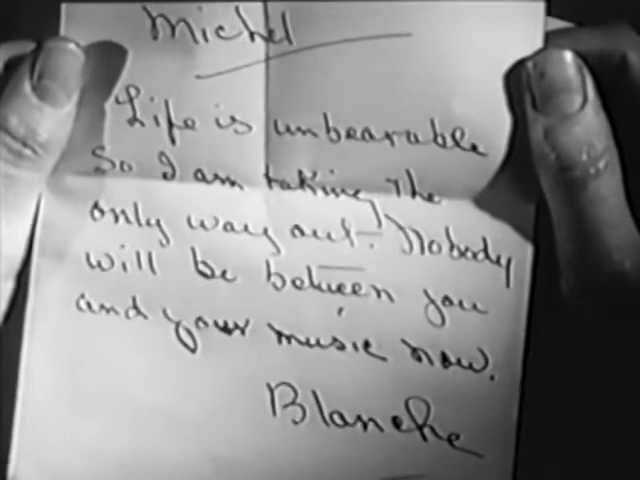 Michel
Life is unbearable
So I am taking the
only way out. Nobody
will be between you
and your music now.
Blanche